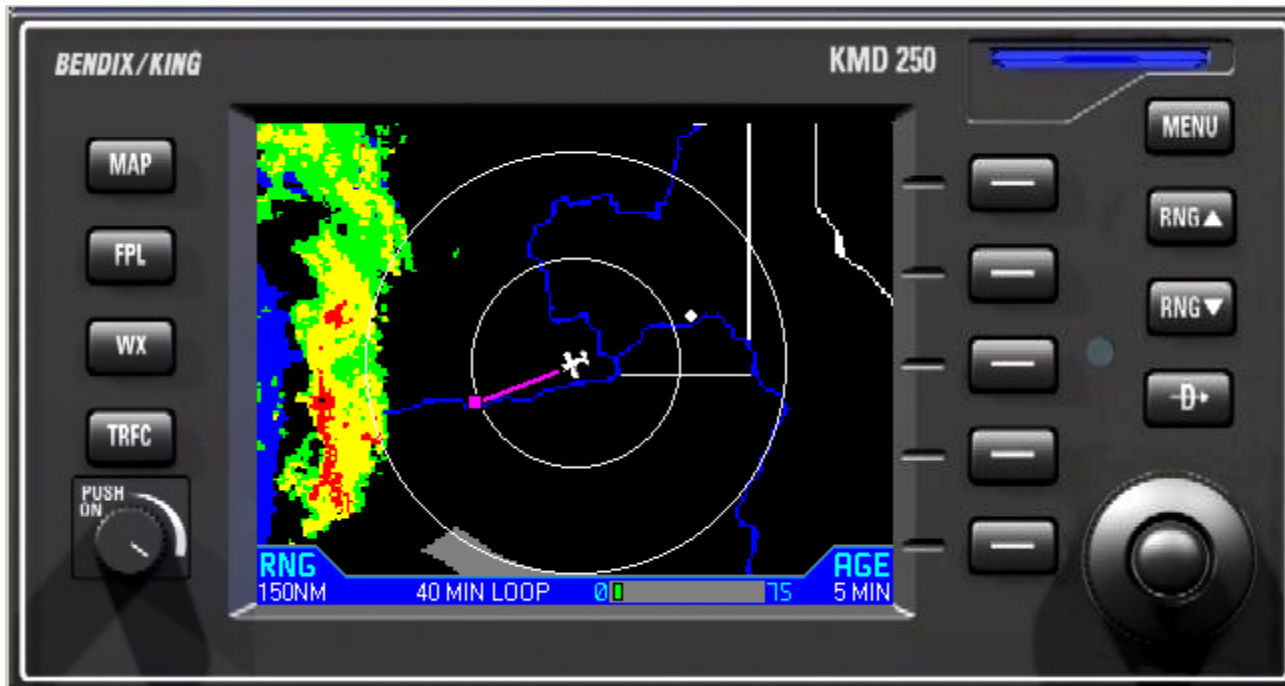 BENDIX/KING
KMD 250
MAP
FPL
WX
TRFC
PUSH
ON
MENU
RNG▲
RNG▼
D
RNG
150NM
40 MIN LOOP
0
75
AGE
5 MIN